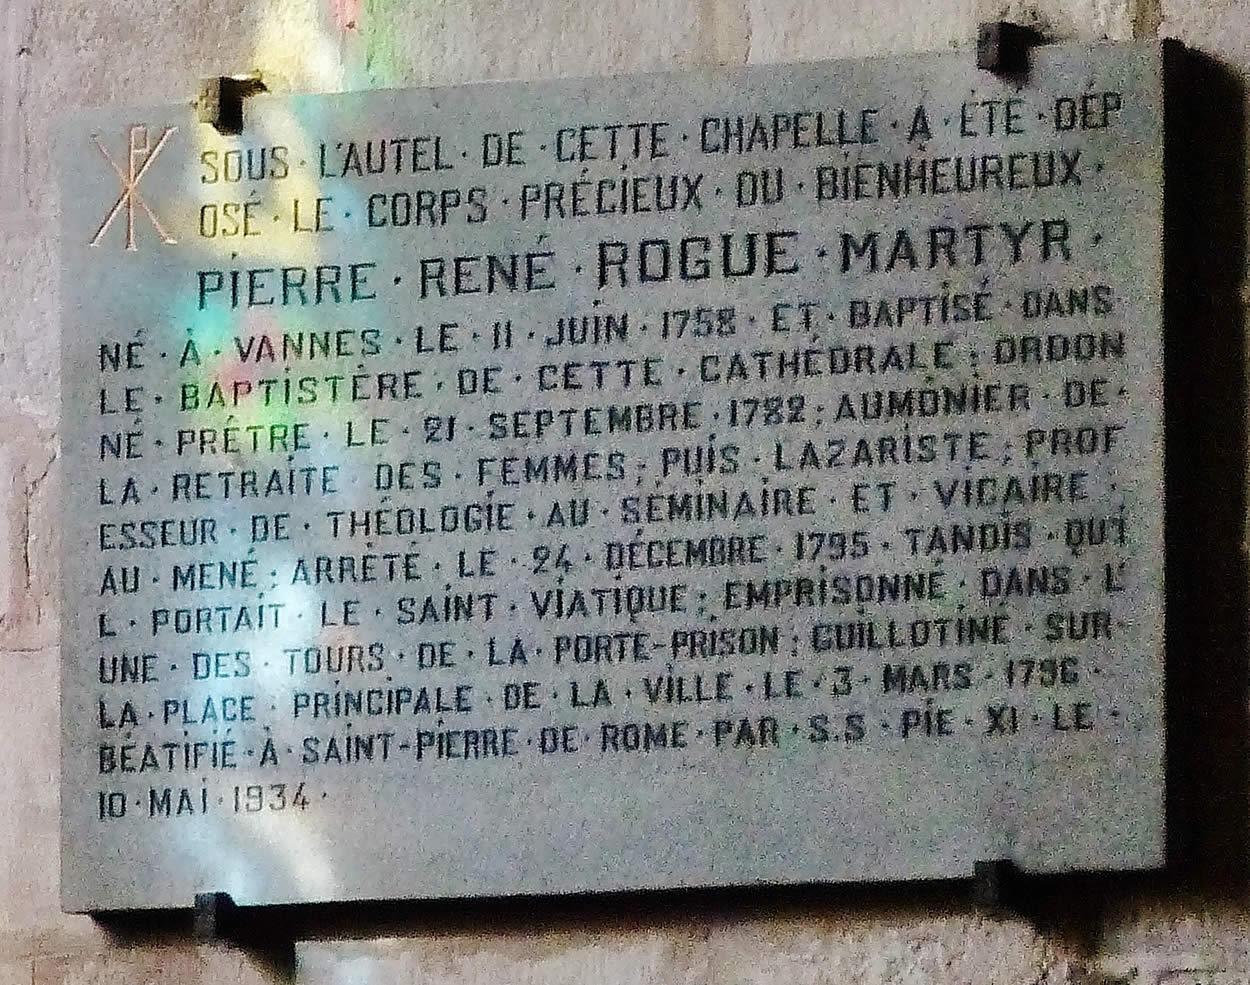 SOUS · L'AUTEL · DE · CETTE · CHAPELLE · A · ÉTÉ · DÉP
OSÉ · LE · CORPS · PRÉCIEUX · DU · BIENHEUREUX ·
PIERRE · RENÉ · ROGUE · MARTYR ·
NÉ · À · VANNES · LE · 11 · JUIN · 1758 · ET · BAPTISÉ · DANS
LE · BAPTISTÈRE · DE · CETTE · CATHÉDRALE ; ORDON
NÉ · PRÊTRE · LE · 21 · SEPTEMBRE · 1782 ; AUMÔNIER · DE ·
LA · RETRAITE · DES · FEMMES ; PUIS · LAZARISTE ; PROF
ESSEUR · DE · THÉOLOGIE · AU · SÉMINAIRE · ET · VICAIRE ·
AU · MENÉ ; ARRÊTÉ · LE · 24 · DÉCEMBRE · 1795 · TANDIS · QU'I
L · PORTAIT · LE · SAINT · VIATIQUE ; EMPRISONNÉ · DANS · L'
UNE · DES · TOURS · DE · LA · PORTE-PRISON ; GUILLOTINÉ · SUR ·
LA · PLACE · PRINCIPALE · DE · LA · VILLE · LE · 3 · MARS · 1796 ·
BÉATIFIÉ · À · SAINT-PIERRE · DE · ROME · PAR · S.S · PIE · XI · LE ·
10 · MAI · 1934 ·